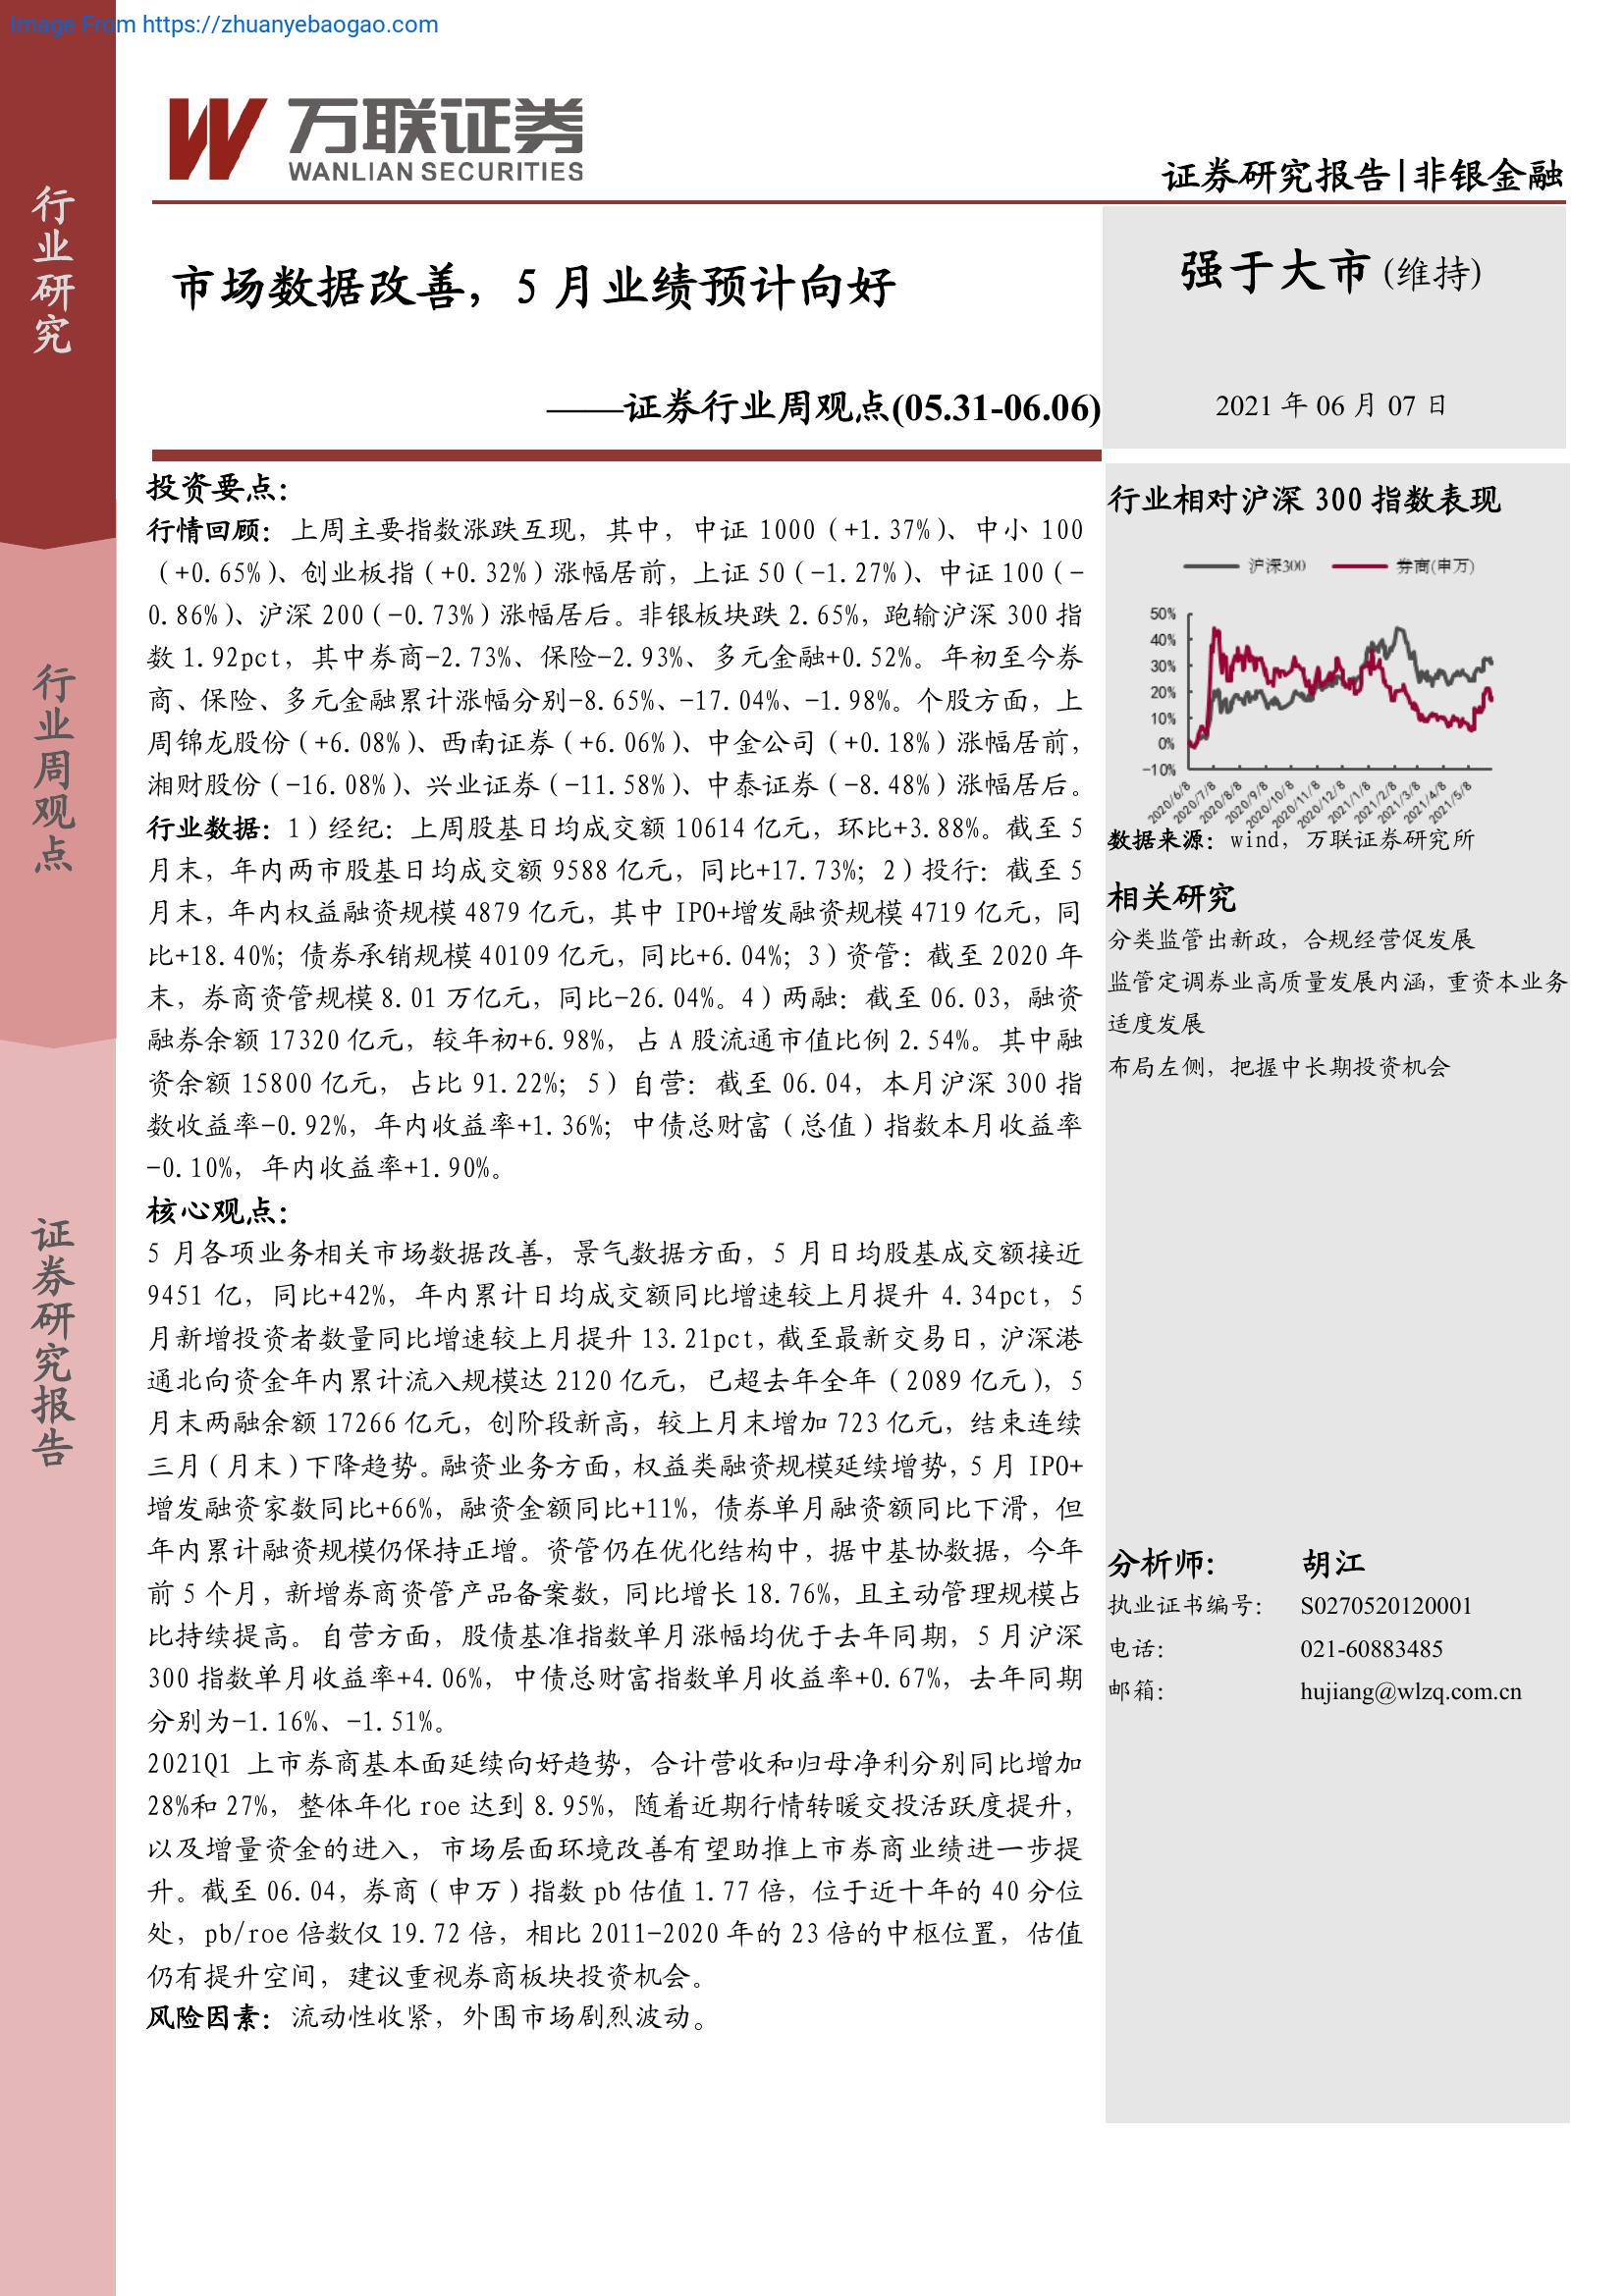 Image From https://zhuanyebaogao.com
万联证券
WANLIAN SECURITIES
证券研究报告|非银金融
行业研究
行业周观点
证券研究报告
市场数据改善，5 月业绩预计向好
——证券行业周观点(05.31-06.06)
强于大市 (维持)
2021 年 06 月 07 日
投资要点：
行情回顾：上周主要指数涨跌互现，其中，中证 1000（+1.37%）、中小 100
（+0.65%）、创业板指（+0.32%）涨幅居前，上证 50（-1.27%）、中证 100（-
0.86%）、沪深 200（-0.73%）涨幅居后。非银板块跌 2.65%，跑输沪深 300 指
数 1.92pct，其中券商-2.73%、保险-2.93%、多元金融+0.52%。年初至今券
商、保险、多元金融累计涨幅分别-8.65%、-17.04%、-1.98%。个股方面，上
周锦龙股份（+6.08%）、西南证券（+6.06%）、中金公司（+0.18%）涨幅居前，
湘财股份（-16.08%）、兴业证券（-11.58%）、中泰证券（-8.48%）涨幅居后。
行业数据：1）经纪：上周股基日均成交额 10614 亿元，环比+3.88%。截至 5
月末，年内两市股基日均成交额 9588 亿元，同比+17.73%；2）投行：截至 5
月末，年内权益融资规模 4879 亿元，其中 IPO+增发融资规模 4719 亿元，同
比+18.40%；债券承销规模 40109 亿元，同比+6.04%；3）资管：截至 2020 年
末，券商资管规模 8.01 万亿元，同比-26.04%。4）两融：截至 06.03，融资
融券余额 17320 亿元，较年初+6.98%，占 A 股流通市值比例 2.54%。其中融
资余额 15800 亿元，占比 91.22%；5）自营：截至 06.04，本月沪深 300 指
数收益率-0.92%，年内收益率+1.36%；中债总财富（总值）指数本月收益率
-0.10%，年内收益率+1.90%。
核心观点：
5 月各项业务相关市场数据改善，景气数据方面，5 月日均股基成交额接近
9451 亿，同比+42%，年内累计日均成交额同比增速较上月提升 4.34pct，5
月新增投资者数量同比增速较上月提升 13.21pct，截至最新交易日，沪深港
通北向资金年内累计流入规模达 2120 亿元，已超去年全年（2089 亿元），5
月末两融余额 17266 亿元，创阶段新高，较上月末增加 723 亿元，结束连续
三月（月末）下降趋势。融资业务方面，权益类融资规模延续增势，5 月 IPO+
增发融资家数同比+66%，融资金额同比+11%，债券单月融资额同比下滑，但
年内累计融资规模仍保持正增。资管仍在优化结构中，据中基协数据，今年
前 5 个月，新增券商资管产品备案数，同比增长 18.76%，且主动管理规模占
比持续提高。自营方面，股债基准指数单月涨幅均优于去年同期，5 月沪深
300 指数单月收益率+4.06%，中债总财富指数单月收益率+0.67%，去年同期
分别为-1.16%、-1.51%。
2021Q1 上市券商基本面延续向好趋势，合计营收和归母净利分别同比增加
28%和 27%，整体年化 roe 达到 8.95%，随着近期行情转暖交投活跃度提升，
以及增量资金的进入，市场层面环境改善有望助推上市券商业绩进一步提
升。截至 06.04，券商（申万）指数 pb 估值 1.77 倍，位于近十年的 40 分位
处，pb/roe 倍数仅 19.72 倍，相比 2011-2020 年的 23 倍的中枢位置，估值
仍有提升空间，建议重视券商板块投资机会。
风险因素：流动性收紧，外围市场剧烈波动。
行业相对沪深 300 指数表现
沪深300 券商(申万)
50%
40%
30%
20%
10%
0%
-10%
2020/6/8 2020/7/8 2020/8/8 2020/9/8 2020/10/8 2020/11/8 2020/12/8 2021/1/8 2021/2/8 2021/3/8 2021/4/8 2021/5/8
数据来源：wind，万联证券研究所
相关研究
分类监管出新政，合规经营促发展
监管定调券业高质量发展内涵，重资本业务
适度发展
布局左侧，把握中长期投资机会
分析师: 胡江
执业证书编号： S0270520120001
电话： 021-60883485
邮箱： hujiang@wlzq.com.cn